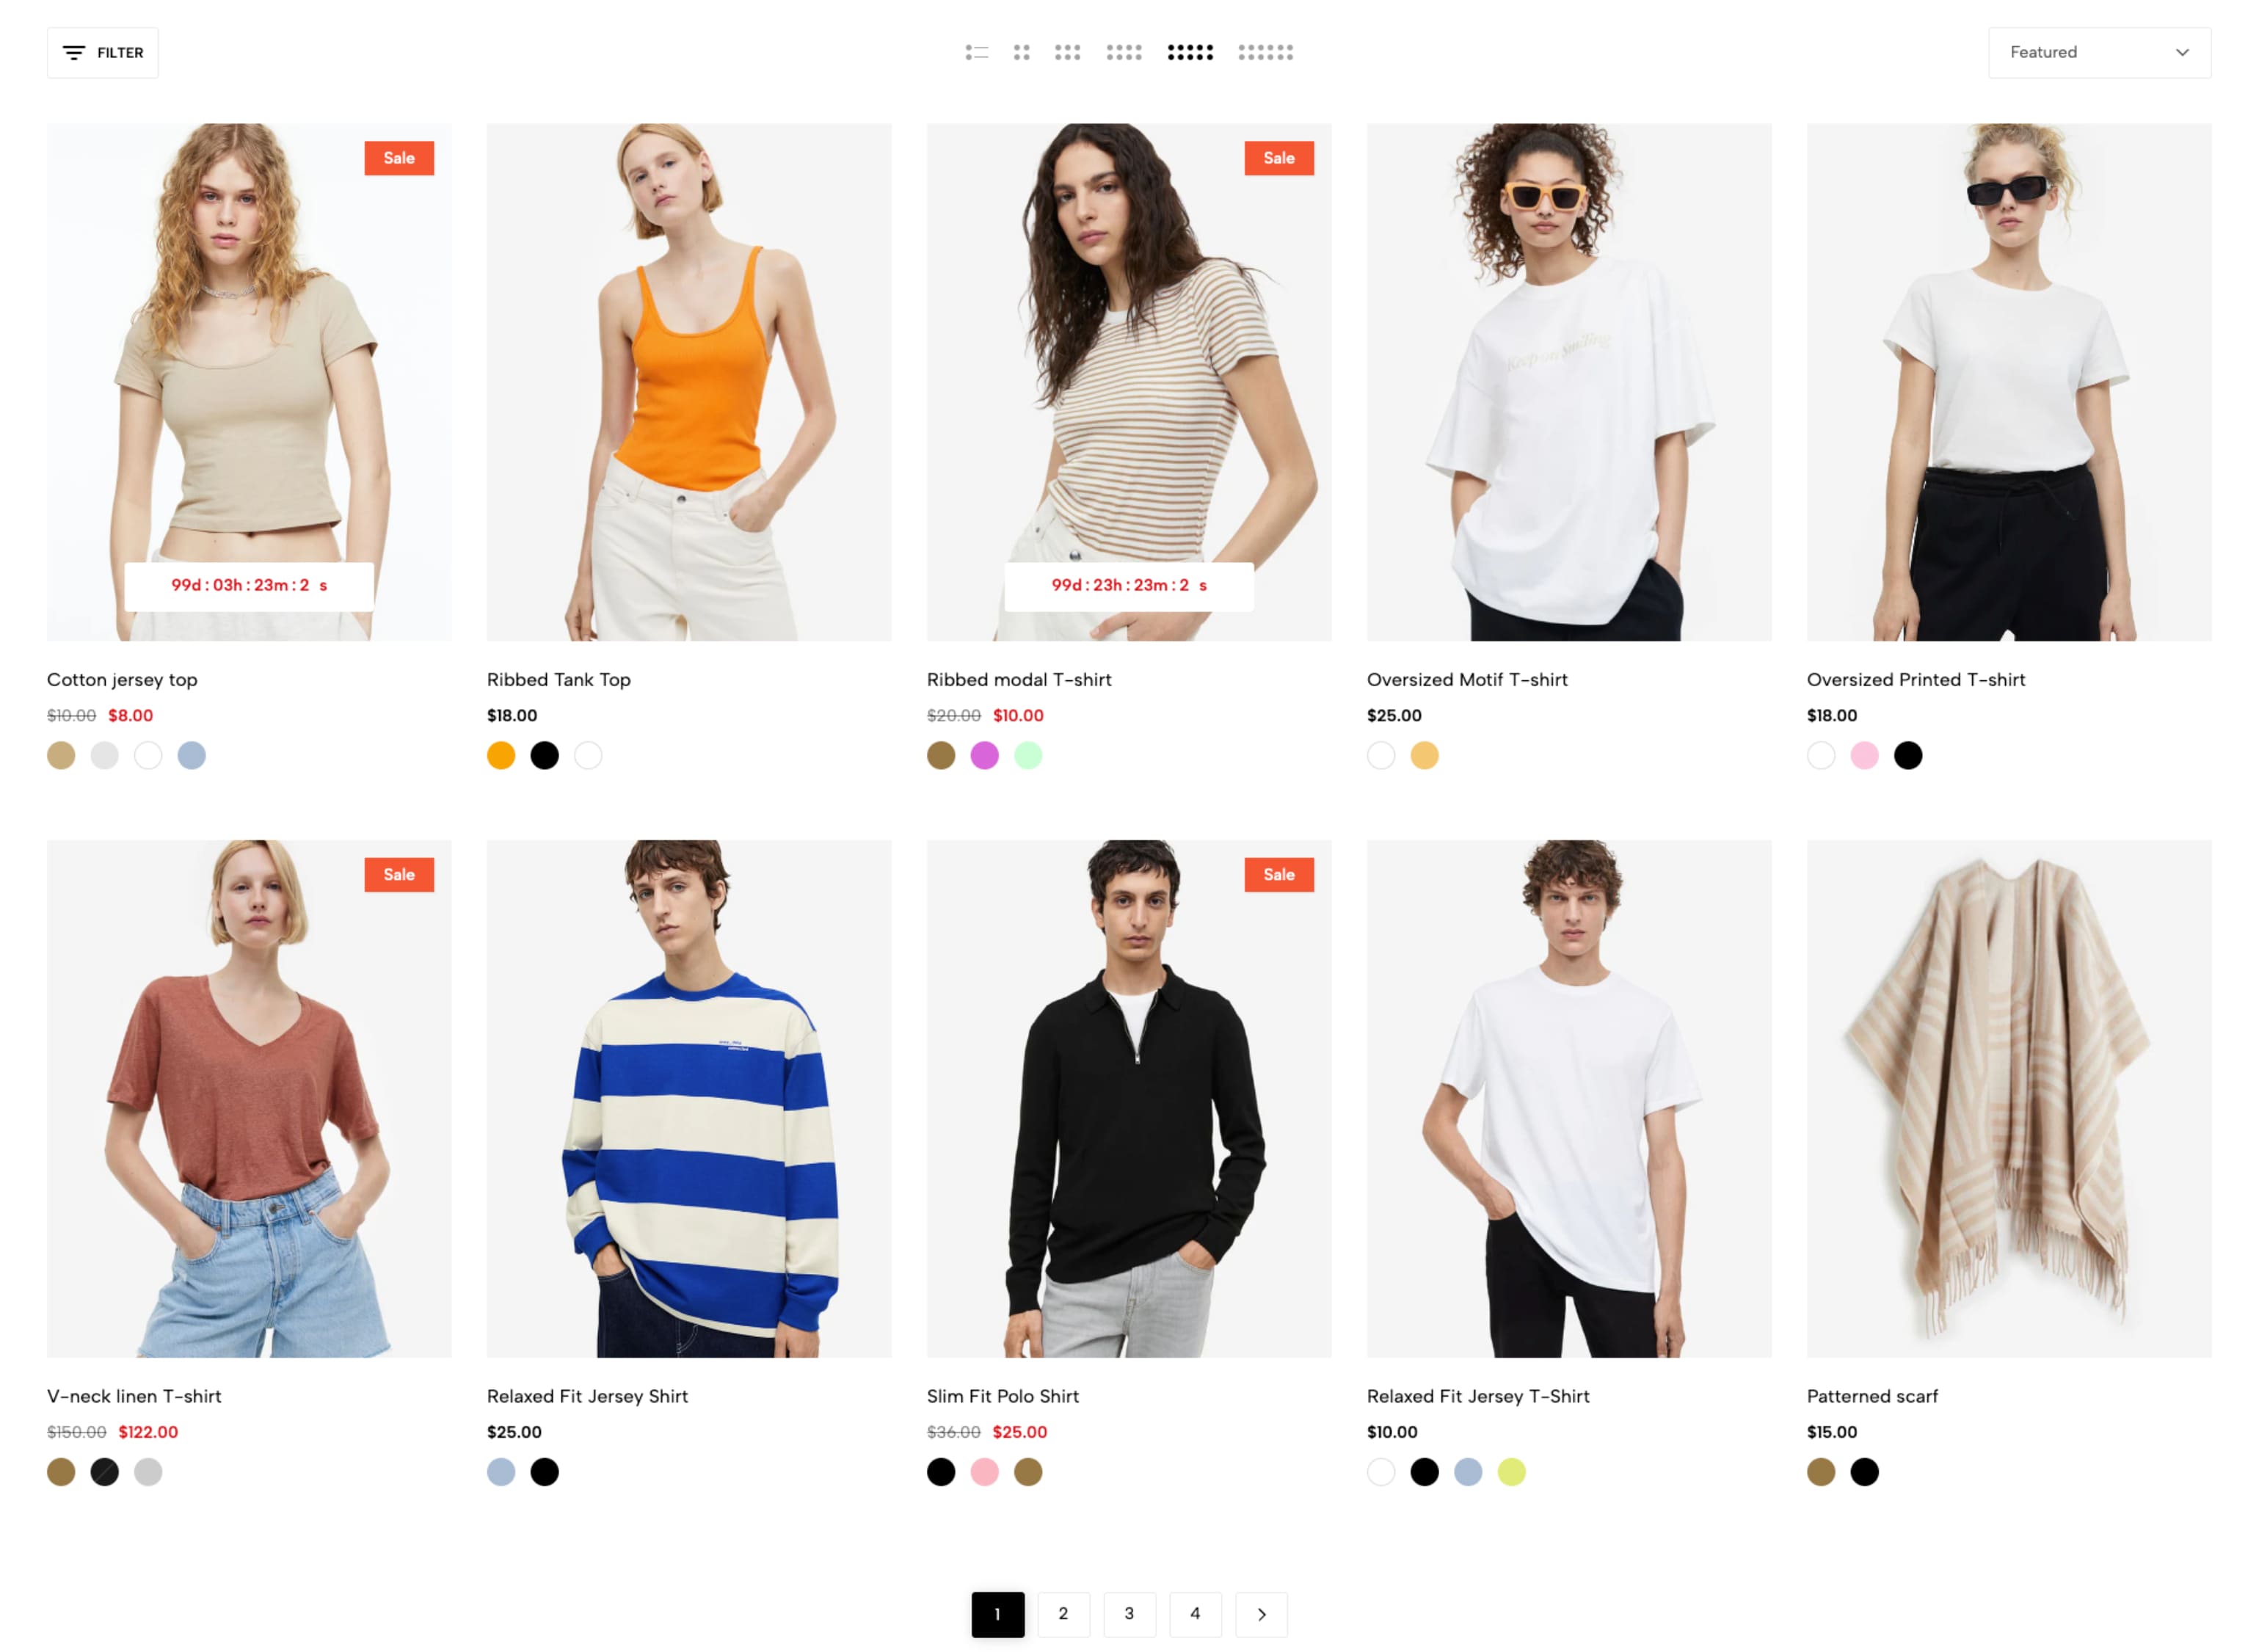 FILTER
Featured
Sale
Sale
Keep on Smiling
99d : 03h : 23m : 2 s
99d : 23h : 23m : 2 s
Cotton jersey top
Ribbed Tank Top
Ribbed modal T-shirt
Oversized Motif T-shirt
Oversized Printed T-shirt
$10.00 $8.00
$18.00
$20.00 $10.00
$25.00
$18.00
Sale
Sale
V-neck linen T-shirt
Relaxed Fit Jersey Shirt
Slim Fit Polo Shirt
Relaxed Fit Jersey T-Shirt
Patterned scarf
$150.00 $122.00
$25.00
$36.00 $25.00
$10.00
$15.00
1 2 3 4